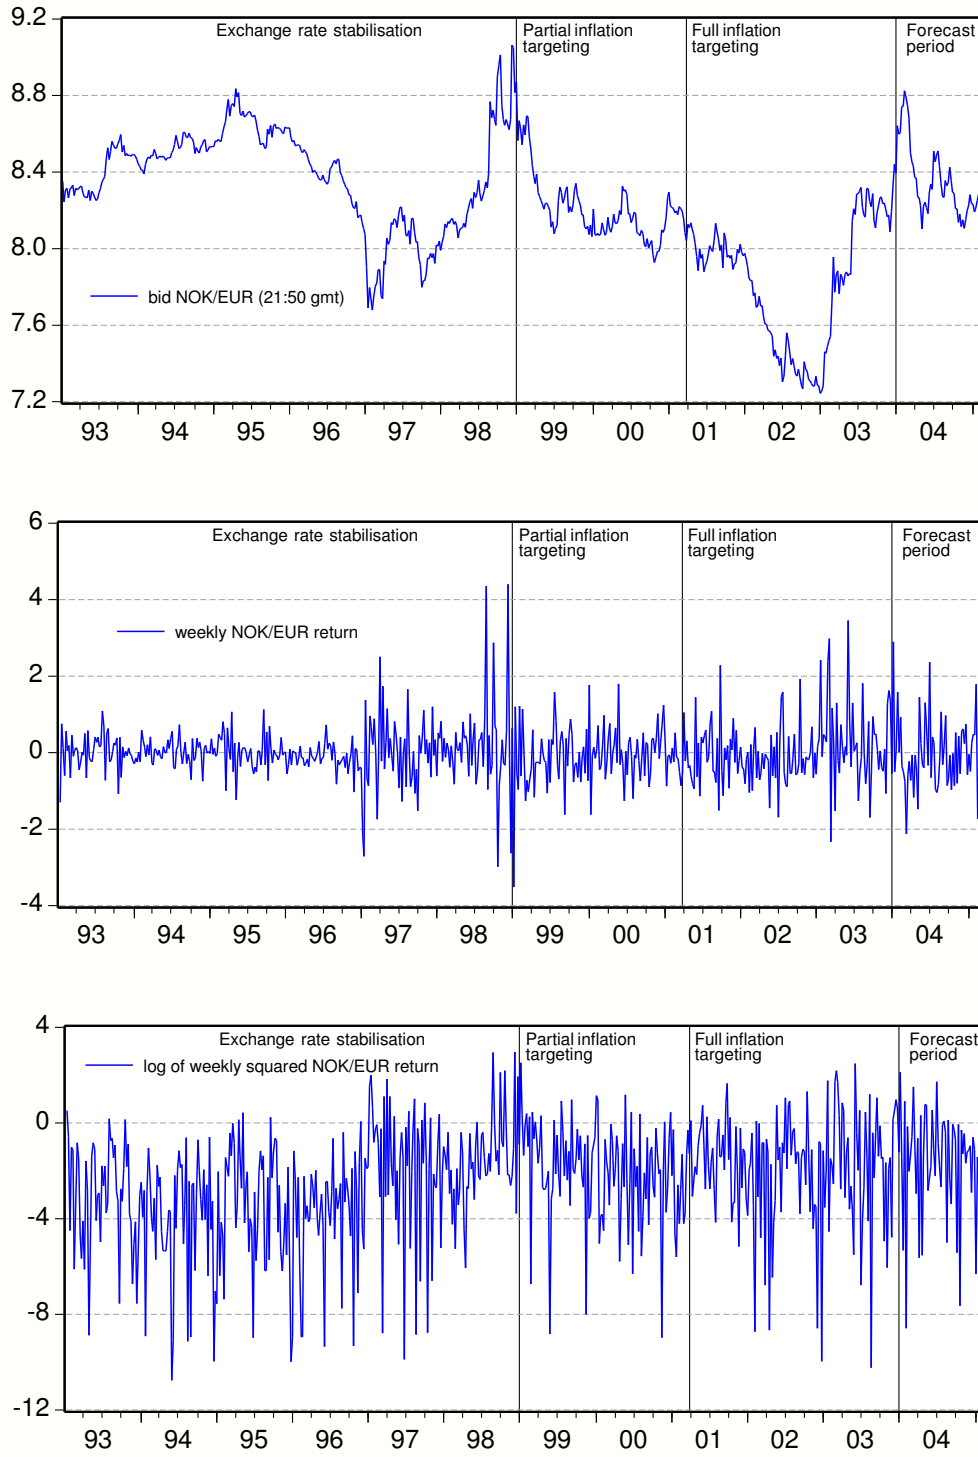 9.2
Exchange rate stabilisation
Partial inflation
targeting
Full inflation
targeting
Forecast
period
8.8
8.4
8.0
bid NOK/EUR (21:50 gmt)
7.6
7.2
93 94 95 96 97 98 99 00 01 02 03 04
6
Exchange rate stabilisation
Partial inflation
targeting
Full inflation
targeting
Forecast
period
4
weekly NOK/EUR return
2
0
-2
-4
93 94 95 96 97 98 99 00 01 02 03 04
4
Exchange rate stabilisation
Partial inflation
targeting
Full inflation
targeting
Forecast
period
log of weekly squared NOK/EUR return
0
-4
-8
-12
93 94 95 96 97 98 99 00 01 02 03 04